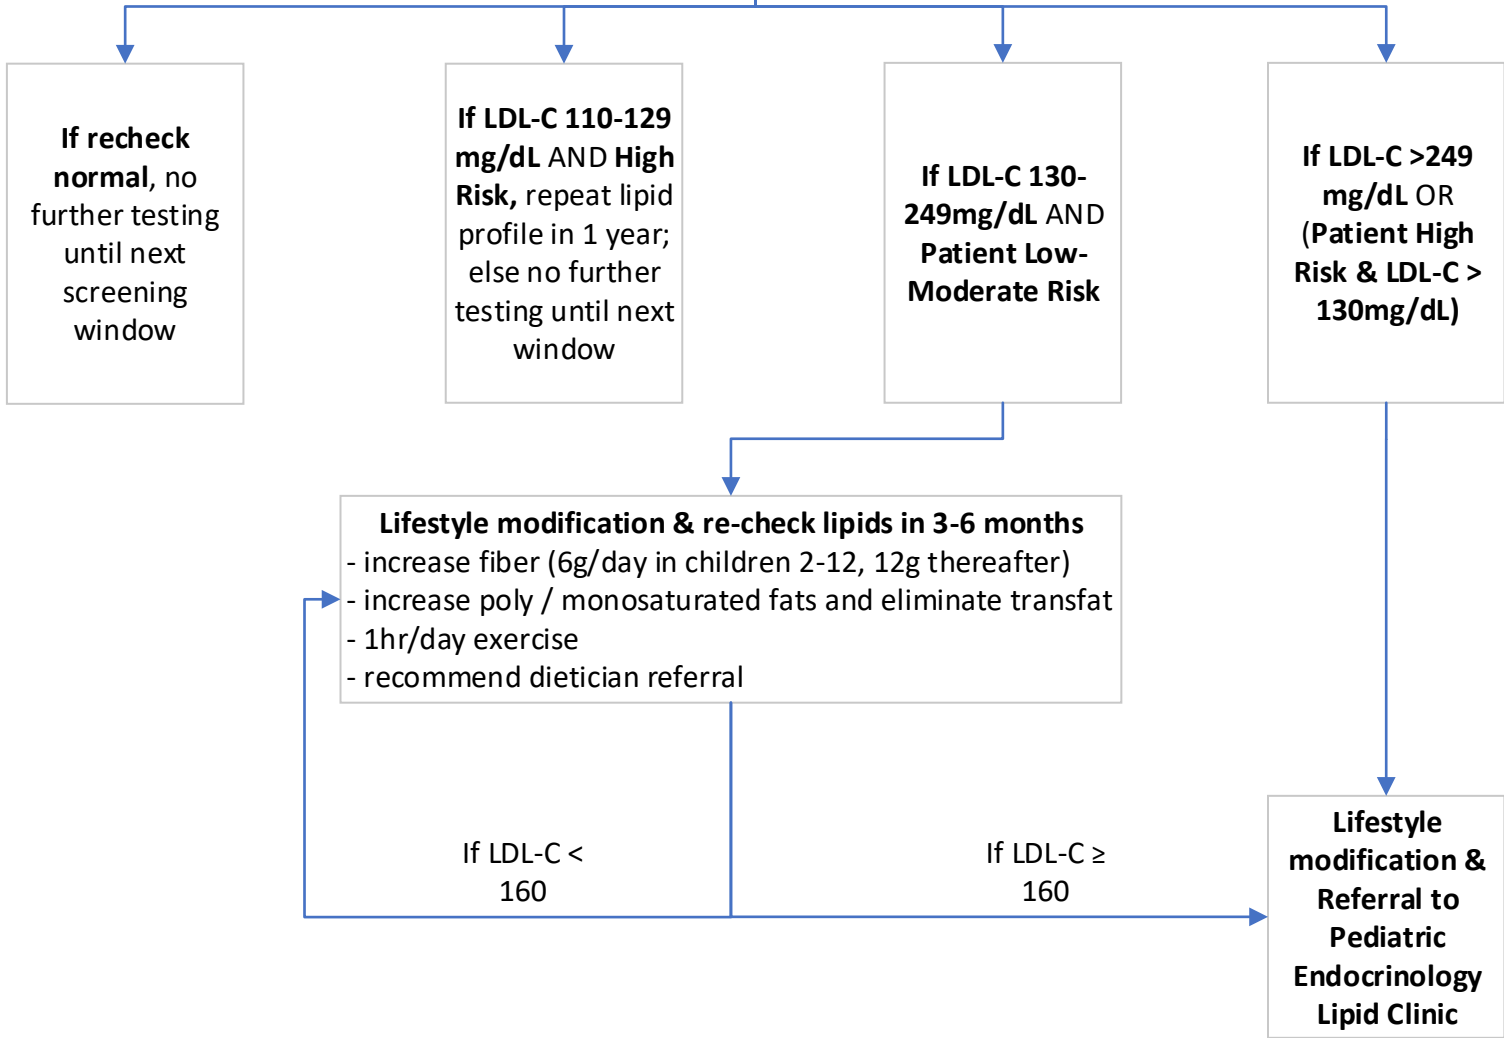 If recheck
normal, no
further testing
until next
screening
window
If LDL-C 110-129
mg/dL AND High
Risk, repeat lipid
profile in 1 year;
else no further
testing until next
window
If LDL-C 130-
249mg/dL AND
Patient Low-
Moderate Risk
If LDL-C >249
mg/dL OR
(Patient High
Risk & LDL-C >
130mg/dL)
Lifestyle modification & re-check lipids in 3-6 months
- increase fiber (6g/day in children 2-12, 12g thereafter)
- increase poly / monosaturated fats and eliminate transfat
- 1hr/day exercise
- recommend dietician referral
If LDL-C <
160
If LDL-C ≥
160
Lifestyle
modification &
Referral to
Pediatric
Endocrinology
Lipid Clinic